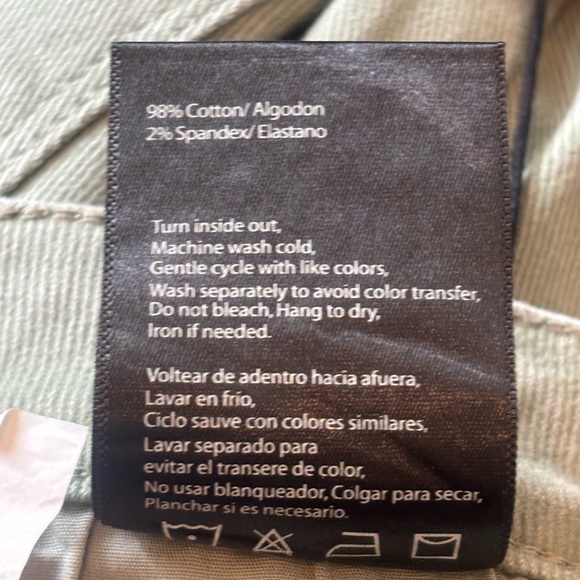 98% Cotton/ Algodon
2% Spandex/ Elastano
Turn inside out,
Machine wash cold,
Gentle cycle with like colors,
Wash separately to avoid color transfer,
Do not bleach, Hang to dry,
Iron if needed.
Voltear de adentro hacia afuera,
Lavar en frio,
Ciclo sauve con colores similares,
Lavar separado para
evitar el transere de color,
No usar blanqueador, Colgar para secar,
Planchar si es necesario.